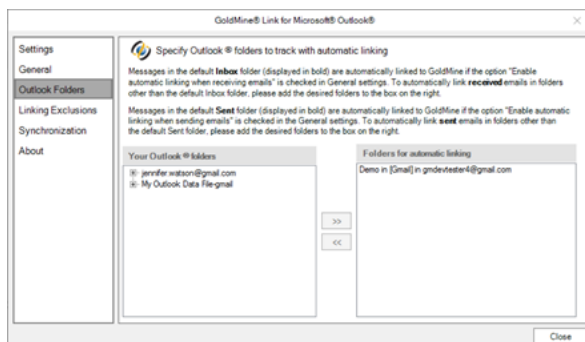 GoldMine® Link for Microsoft® Outlook®
Settings
General
Outlook Folders
Linking Exclusions
Synchronization
About
Specify Outlook ® folders to track with automatic linking
Messages in the default Inbox folder (displayed in bold) are automatically linked to GoldMine if the option "Enable
automatic linking when receiving emails" is checked in General settings. To automatically link received emails in folders
other than the default Inbox folder, please add the desired folders to the box on the right.
Messages in the default Sent folder (displayed in bold) are automatically linked to GoldMine if the option "Enable automatic
linking when sending emails" is checked in the General settings. To automatically link sent emails in folders other than
the default Sent folder, please add the desired folders to the box on the right.
Your Outlook ® folders
jennifer.watson@gmail.com
My Outlook Data File-gmail
>>
<<
Folders for automatic linking
Demo in [Gmail] in gmdevtester4@gmail.com
Close